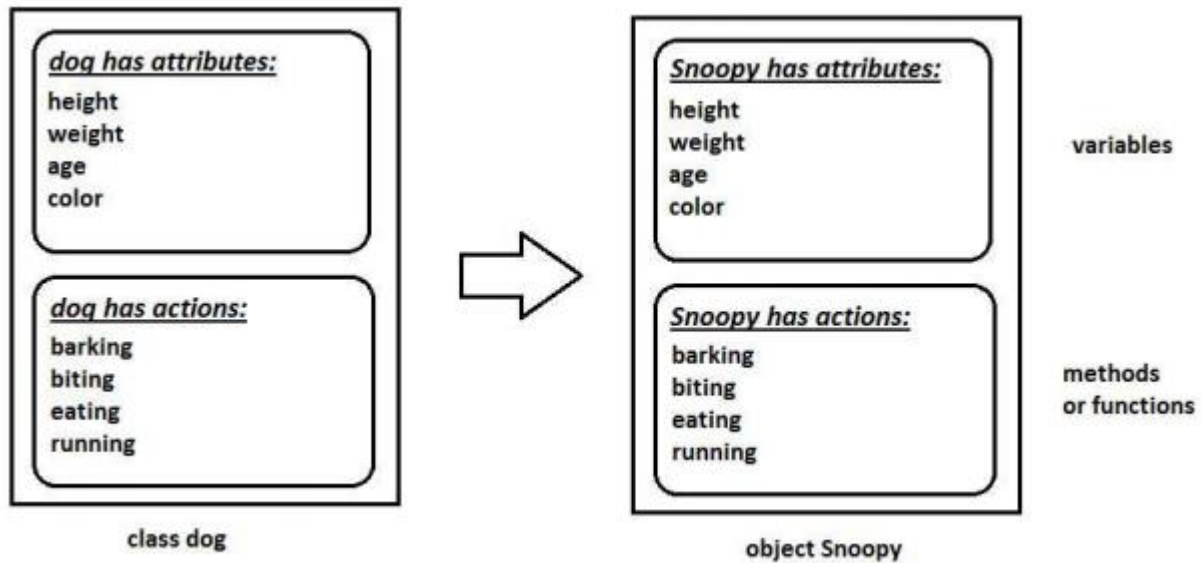 dog has attributes:
height
weight
age
color
dog has actions:
barking
biting
eating
running
class dog
Snoopy has attributes:
height
weight
age
color
Snoopy has actions:
barking
biting
eating
running
object Snoopy
variables
methods
or functions